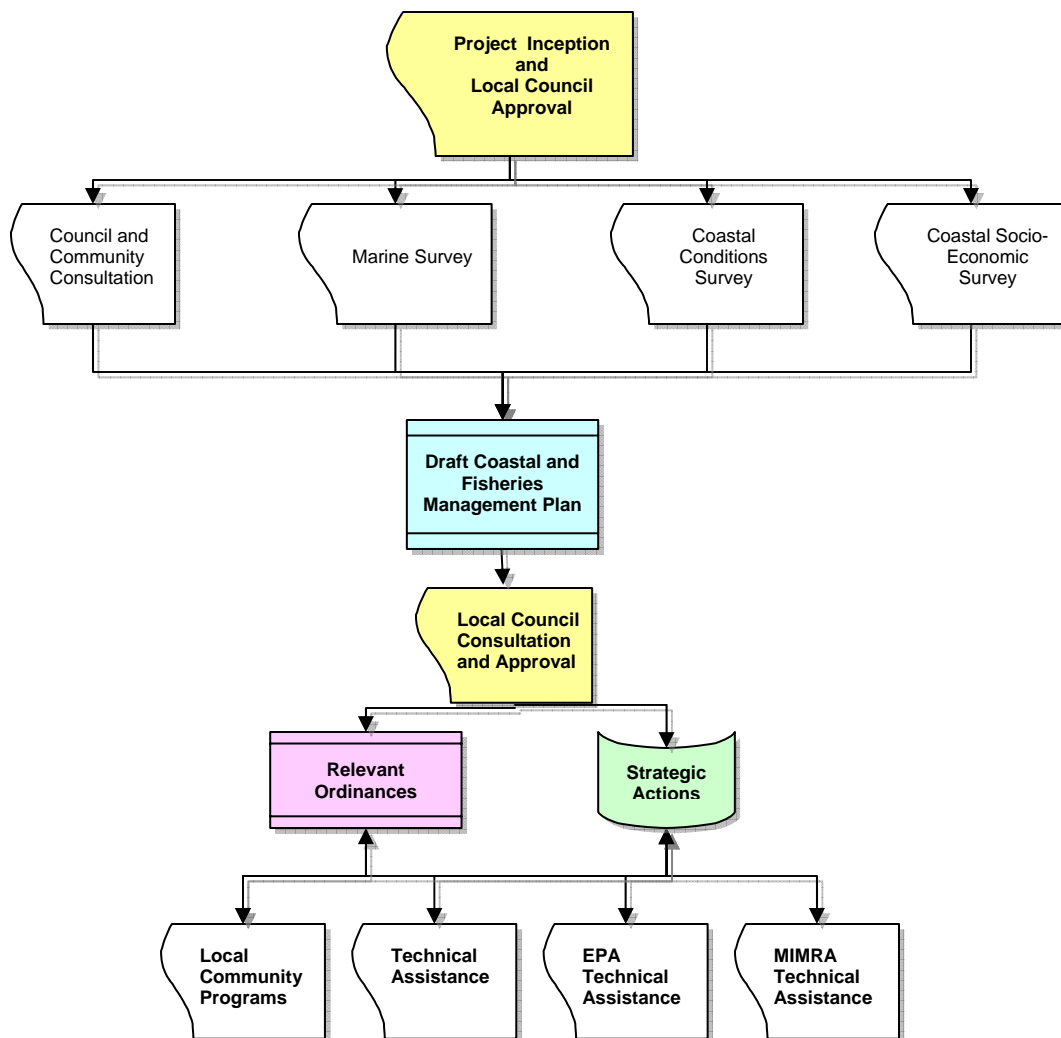 Project Inception
and
Local Council
Approval
Council and
Community
Consultation
Marine Survey
Coastal
Conditions
Survey
Coastal Socio-
Economic
Survey
Draft Coastal and
Fisheries
Management Plan
Local Council
Consultation
and Approval
Relevant
Ordinances
Strategic
Actions
Local
Community
Programs
Technical
Assistance
EPA
Technical
Assistance
MIMRA
Technical
Assistance